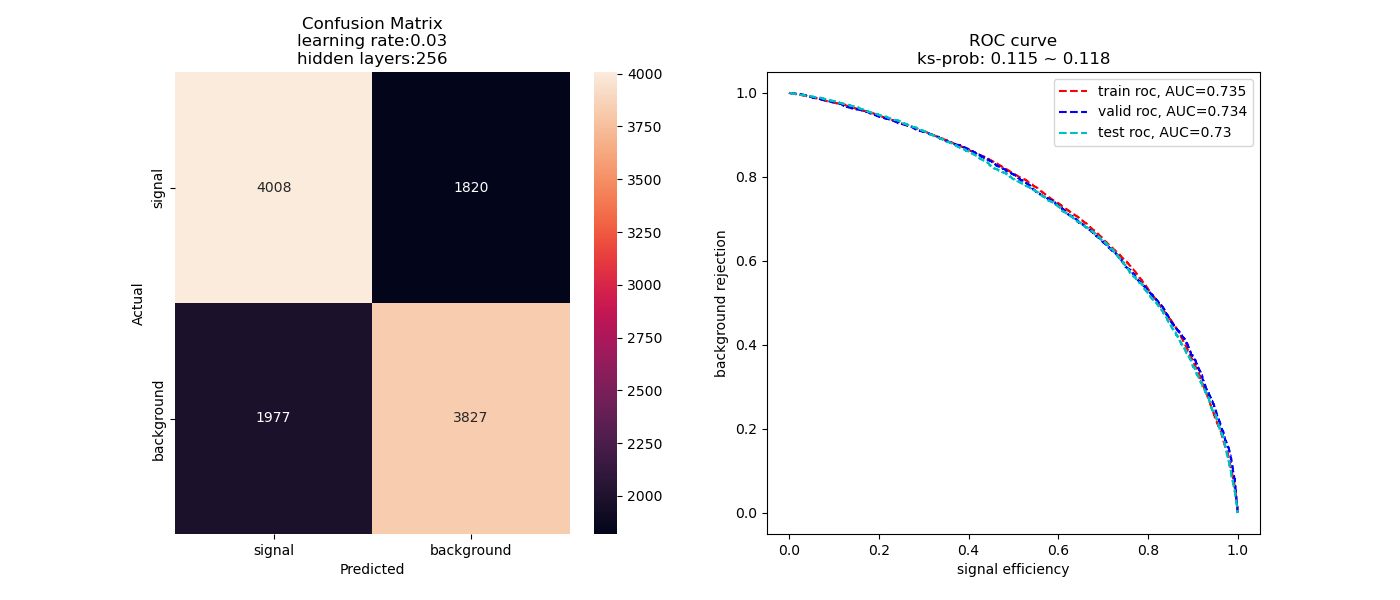 Confusion Matrix
learning rate:0.03
hidden layers:256
signal
background
Actual
4008
1820
1977
3827
signal
background
Predicted
4000
3750
3500
3250
3000
2750
2500
2250
2000
ROC curve
ks-prob: 0.115 ~ 0.118
train roc, AUC=0.735
valid roc, AUC=0.734
test roc, AUC=0.73
background rejection
1.0
0.8
0.6
0.4
0.2
0.0
0.0 0.2 0.4 0.6 0.8 1.0
signal efficiency